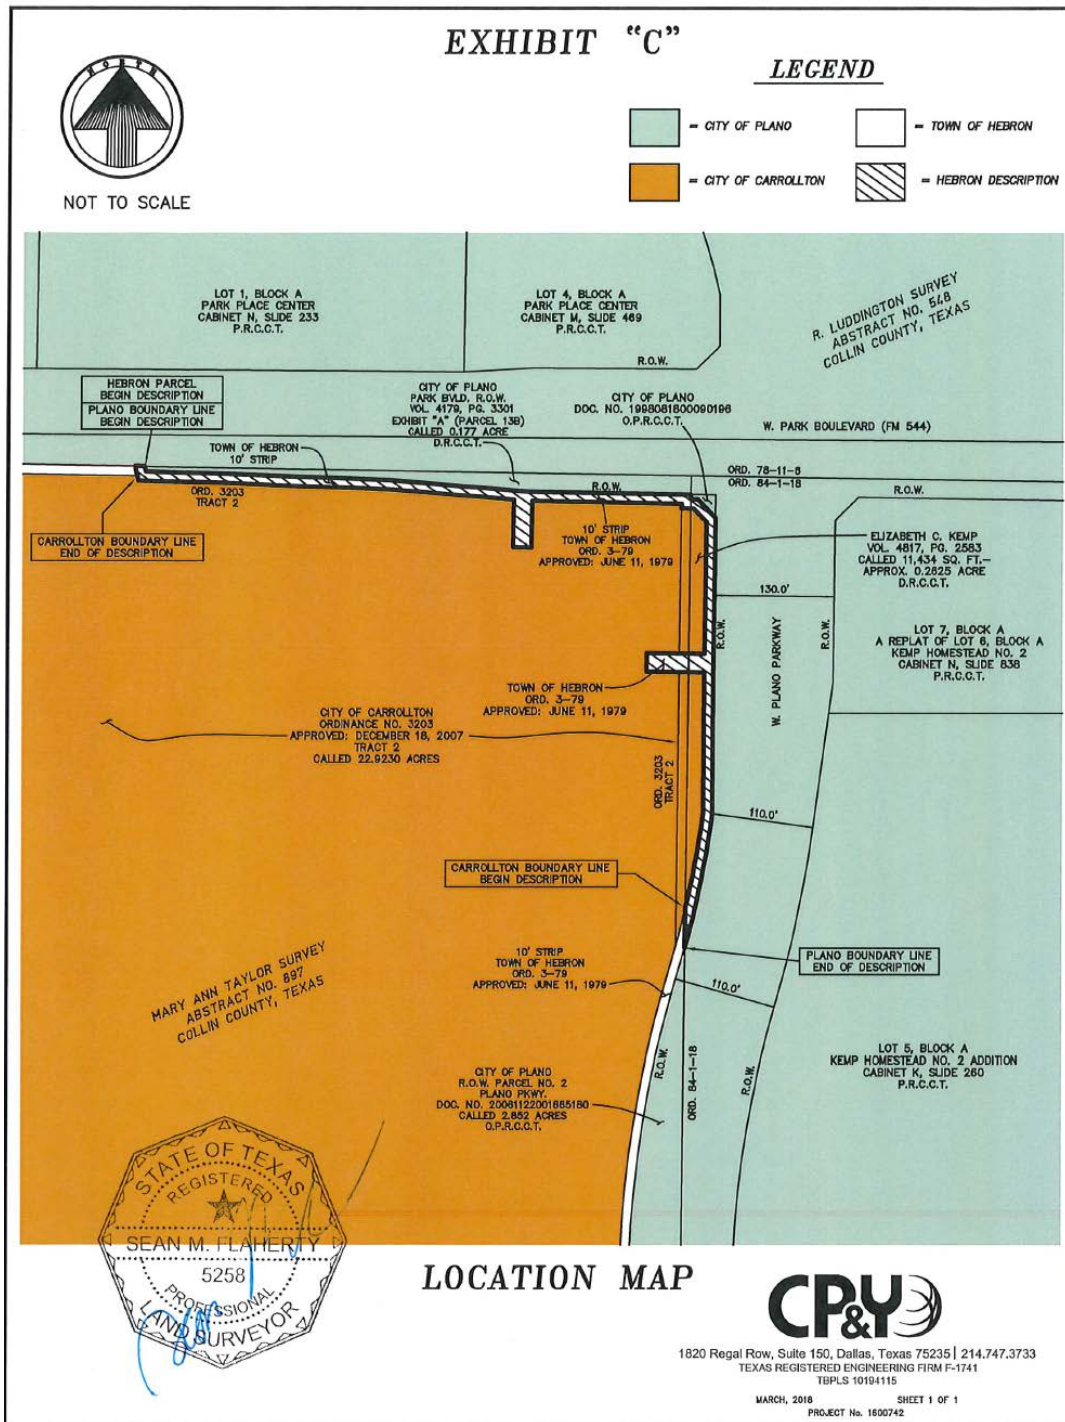 EXHIBIT "C"
LEGEND
NORTH
NOT TO SCALE
= CITY OF PLANO
= TOWN OF HEBRON
= CITY OF CARROLLTON
= HEBRON DESCRIPTION
LOT 1, BLOCK A
PARK PLACE CENTER
CABINET N, SLIDE 233
P.R.C.C.T.
LOT 4, BLOCK A
PARK PLACE CENTER
CABINET M, SLIDE 469
P.R.C.C.T.
R. LUDDINGTON SURVEY
ABSTRACT NO. 548
COLLIN COUNTY, TEXAS
R.O.W.
HEBRON PARCEL
BEGIN DESCRIPTION
PLANO BOUNDARY LINE
BEGIN DESCRIPTION
CITY OF PLANO
PARK BLVD. R.O.W.
VOL. 4179, PG. 3301
EXHIBIT "A" (PARCEL 13B)
CALLED 0.177 ACRE
D.R.C.C.T.
CITY OF PLANO
DOC. NO. 1998081800090196
O.P.R.C.C.T.
W. PARK BOULEVARD (FM 544)
TOWN OF HEBRON
10' STRIP
ORD. 78-11-8
ORD. 84-1-18
R.O.W.
R.O.W.
ORD. 3203
TRACT 2
CARROLLTON BOUNDARY LINE
END OF DESCRIPTION
10' STRIP
TOWN OF HEBRON
ORD. 3-79
APPROVED: JUNE 11, 1979
ELIZABETH C. KEMP
VOL. 4817, PG. 2583
CALLED 11,434 SQ. FT.-
APPROX. 0.2625 ACRE
D.R.C.C.T.
130.0'
R.O.W.
W. PLANO PARKWAY
R.O.W.
LOT 7, BLOCK A
A REPLAT OF LOT 6, BLOCK A
KEMP HOMESTEAD NO. 2
CABINET N, SLIDE 838
P.R.C.C.T.
TOWN OF HEBRON
ORD. 3-79
APPROVED: JUNE 11, 1979
CITY OF CARROLLTON
ORDINANCE NO. 3203
APPROVED: DECEMBER 18, 2007
TRACT 2
CALLED 22.9230 ACRES
ORD. 3203
TRACT 2
110.0'
CARROLLTON BOUNDARY LINE
BEGIN DESCRIPTION
MARY ANN TAYLOR SURVEY
ABSTRACT NO. 897
COLLIN COUNTY, TEXAS
10' STRIP
TOWN OF HEBRON
ORD. 3-79
APPROVED: JUNE 11, 1979
PLANO BOUNDARY LINE
END OF DESCRIPTION
110.0'
LOT 5, BLOCK A
KEMP HOMESTEAD NO. 2 ADDITION
CABINET K, SLIDE 260
P.R.C.C.T.
R.O.W.
ORD. 84-1-18
R.O.W.
CITY OF PLANO
R.O.W. PARCEL NO. 2
PLANO PKWY.
DOC. NO. 20061122001665160
CALLED 2.852 ACRES
O.P.R.C.C.T.
STATE OF TEXAS
REGISTERED
SEAN M. FLAHERTY
5258
PROFESSIONAL
LAND SURVEYOR
LOCATION MAP
CP&Y
1820 Regal Row, Suite 150, Dallas, Texas 75235 | 214.747.3733
TEXAS REGISTERED ENGINEERING FIRM F-1741
TBPLS 10194115
MARCH, 2018
SHEET 1 OF 1
PROJECT No. 1600742